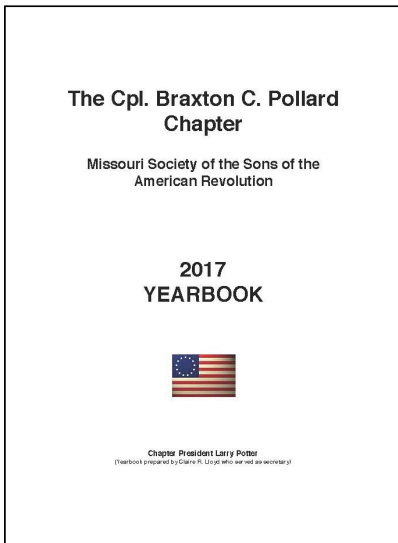 The Cpl. Braxton C. Pollard
Chapter
Missouri Society of the Sons of the
American Revolution
2017
YEARBOOK
Chapter President Larry Potter
(Yearbook prepared by Claire R. Lloyd who served as secretary)